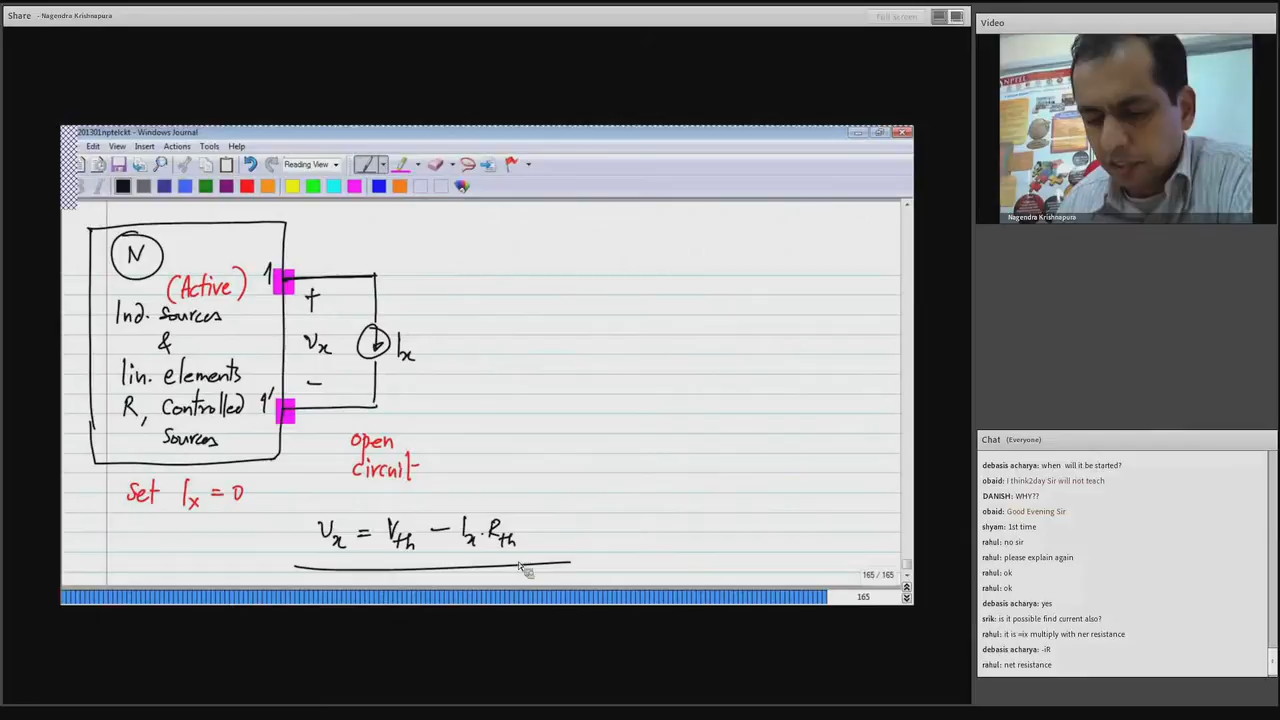 Share - Nagendra Krishnapura
Full screen
Video
NPTEL
Nagendra Krishnapura
201301nptelckt - Windows Journal
Edit View Insert Actions Tools Help
Reading View
N
(Active)
Ind. sources
&
lin. elements
R, Controlled
Sources
1
+
vx
-
1'
Ix
open
circuit
Set Ix = 0
vx = Vth - Ix.Rth
165 / 165
165
Chat (Everyone)
debasis acharya: when will it be started?
obaid: I think2day Sir will not teach
DANISH: WHY??
obaid: Good Evening Sir
shyam: 1st time
rahul: no sir
rahul: please explain again
rahul: ok
rahul: ok
debasis acharya: yes
srik: is it possible find current also?
rahul: it is =ix multiply with ner resistance
debasis acharya: -iR
rahul: net resistance